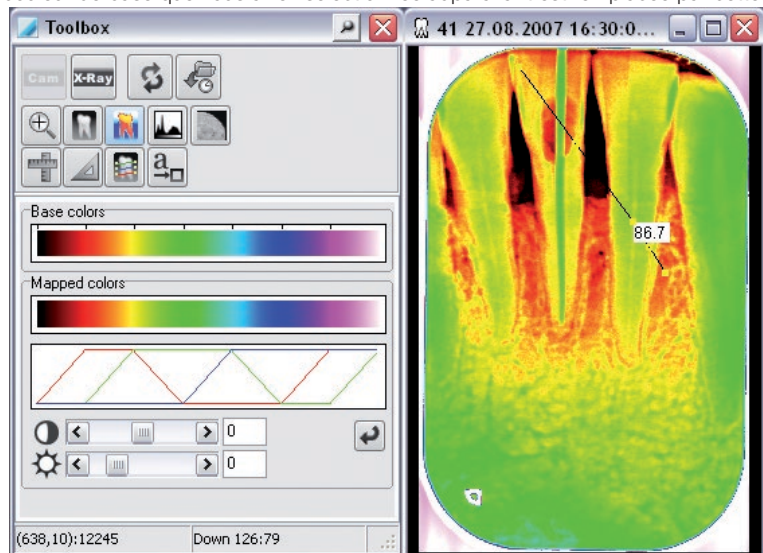 Toolbox
41 27.08.2007 16:30:0...
Cam
X-Ray
a
Base colors
Mapped colors
0
0
(638,10):12245
Down 126:79
86.7